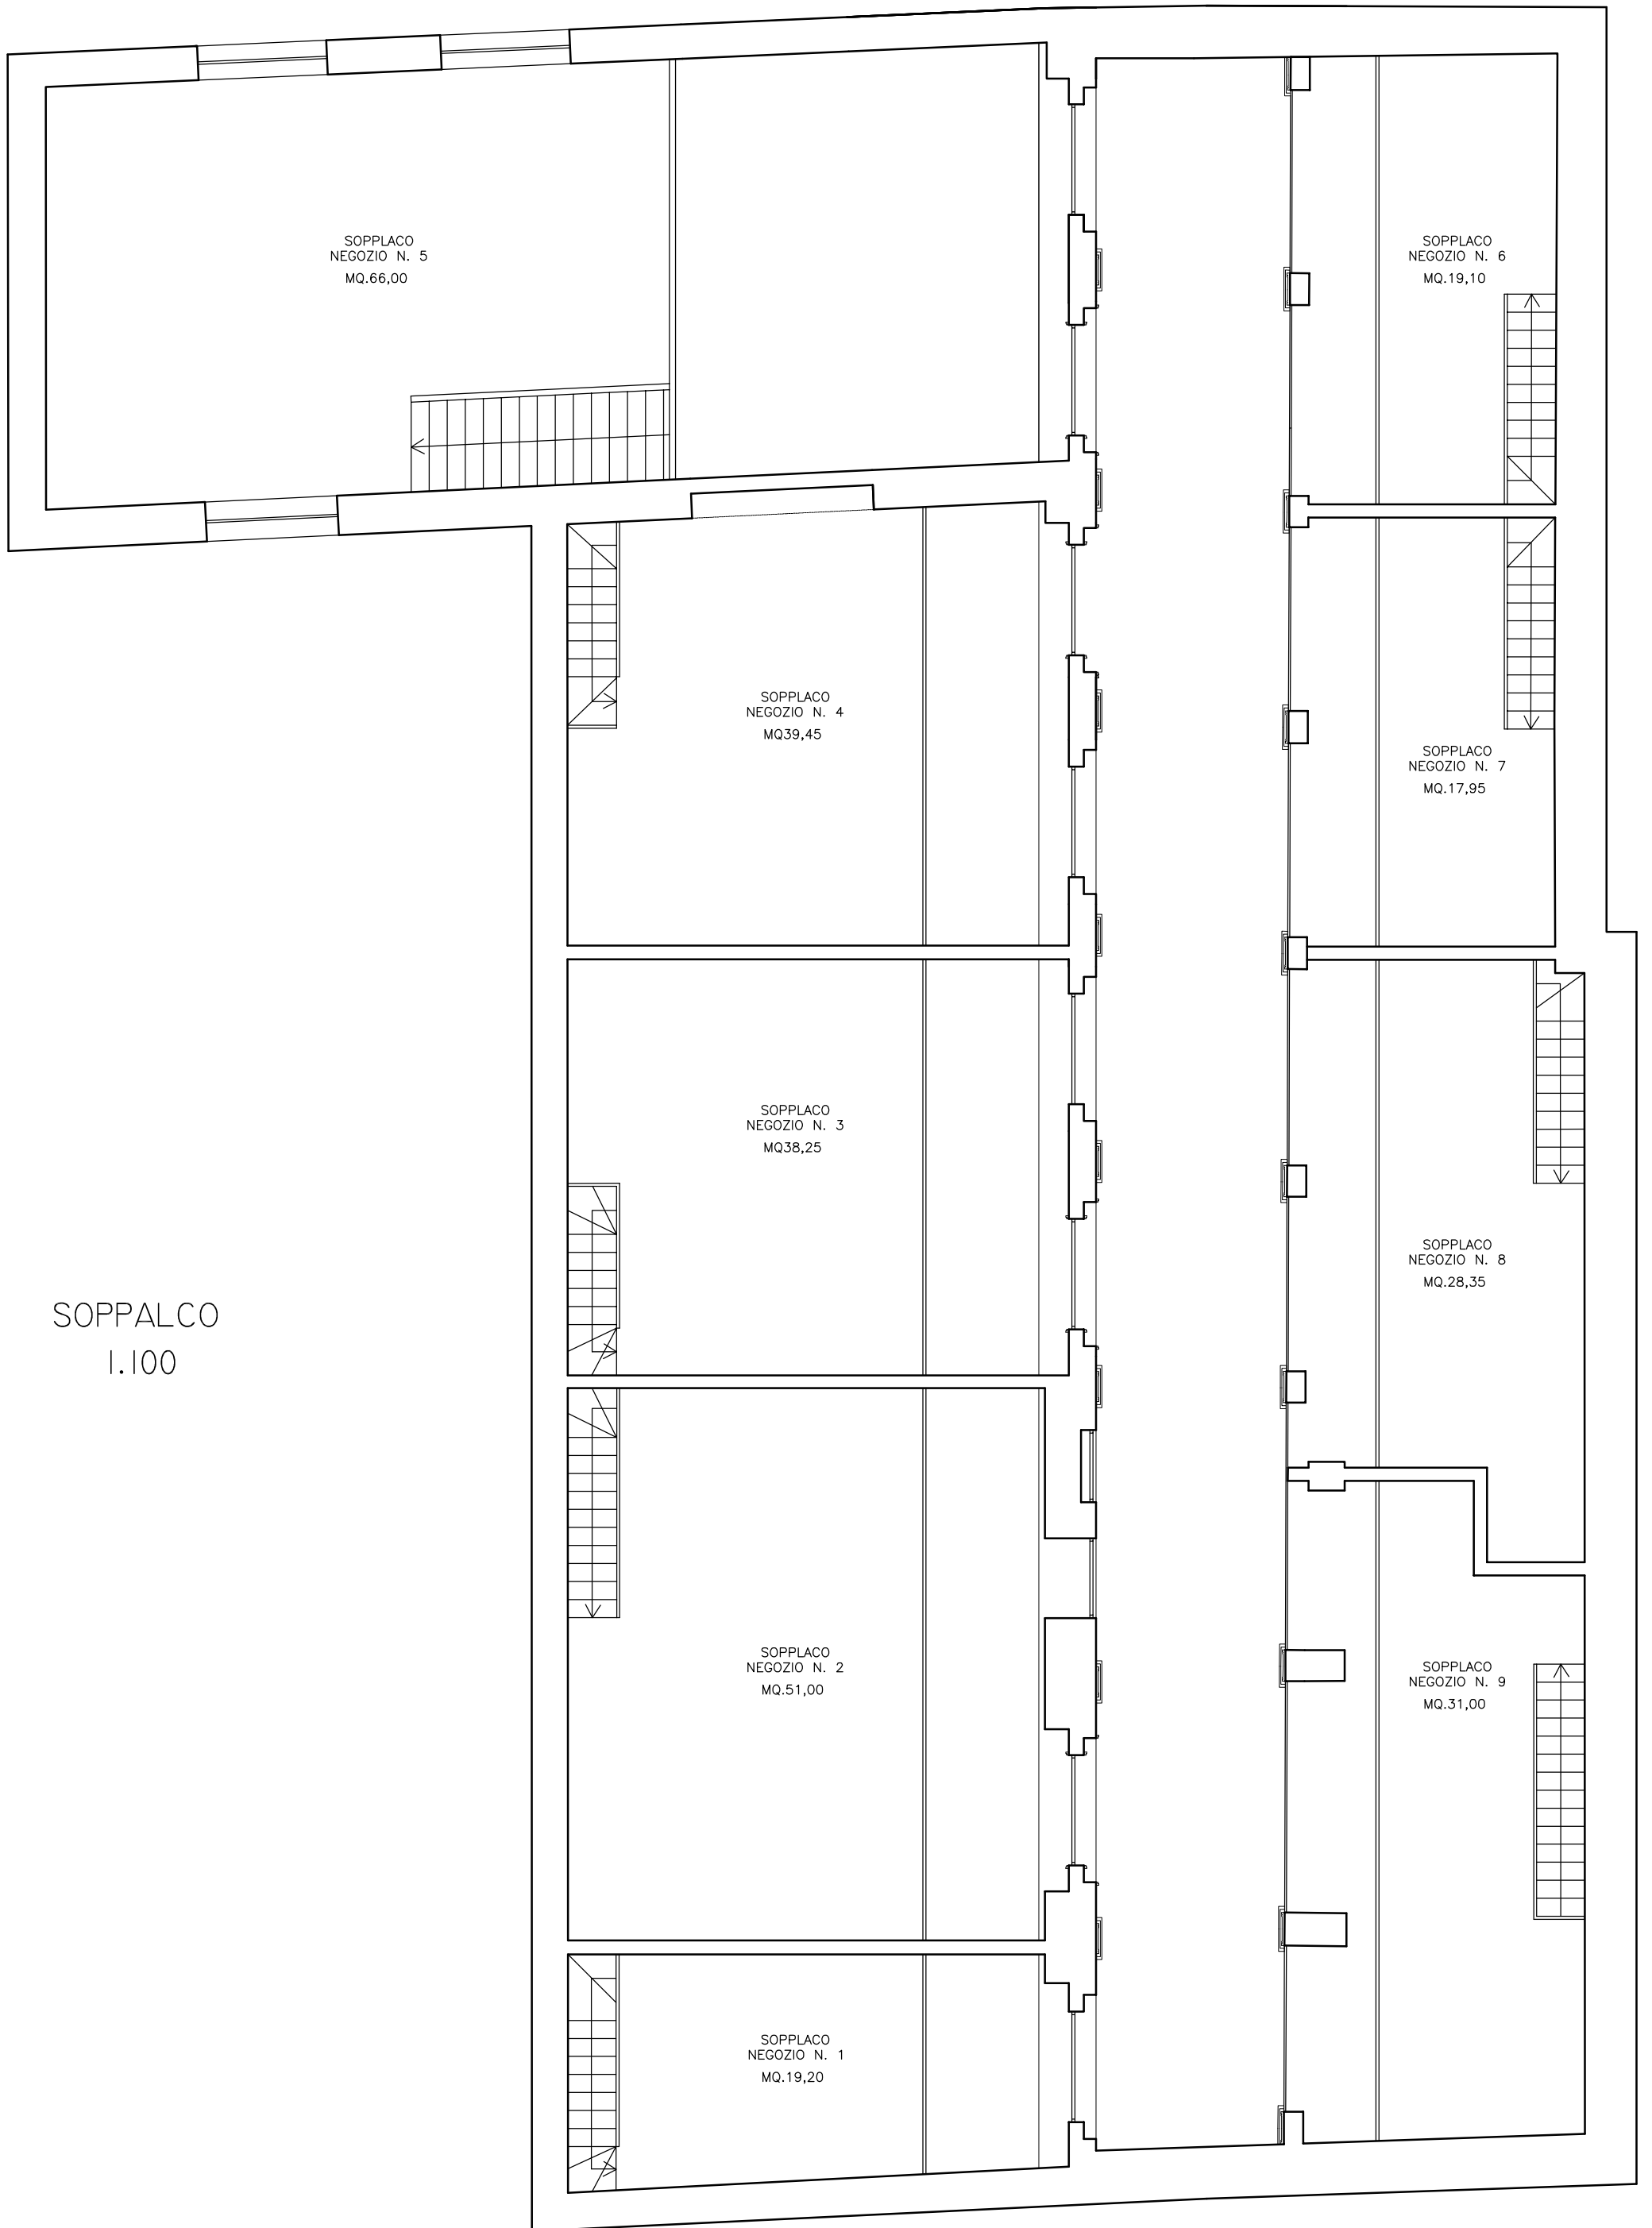 SOPPLACO
NEGOZIO N. 5
MQ.66,00
SOPPLACO
NEGOZIO N. 6
MQ.19,10
SOPPLACO
NEGOZIO N. 4
MQ39,45
SOPPLACO
NEGOZIO N. 7
MQ.17,95
SOPPLACO
NEGOZIO N. 3
MQ38,25
SOPPLACO
NEGOZIO N. 8
MQ.28,35
SOPPALCO
1.100
SOPPLACO
NEGOZIO N. 2
MQ.51,00
SOPPLACO
NEGOZIO N. 9
MQ.31,00
SOPPLACO
NEGOZIO N. 1
MQ.19,20